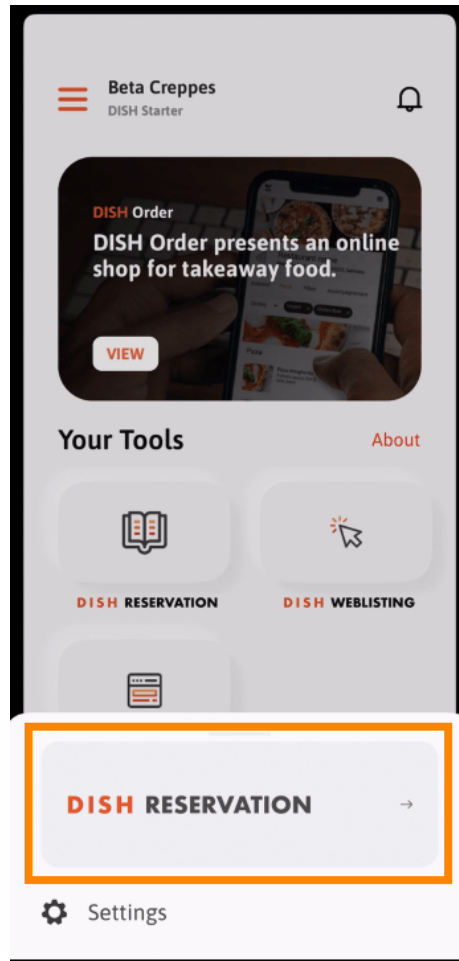 Beta Creppes
DISH Starter
DISH Order
DISH Order presents an online
shop for takeaway food.
VIEW
Your Tools
About
DISH RESERVATION
DISH WEBLISTING
DISH RESERVATION →
Settings